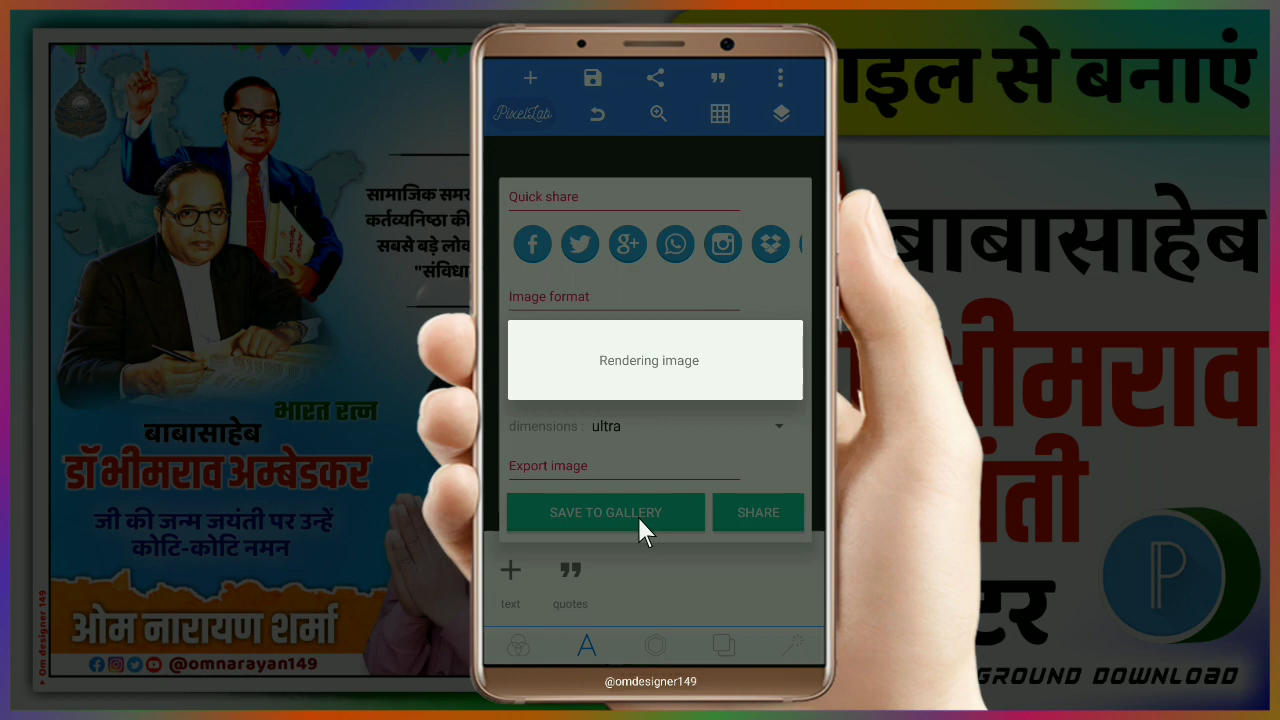 सामाजिक समर
कर्तव्यनिष्ठा की
सबसे बड़े लोक
"संविधा
भारत रत्न
बाबासाहेब
डॉ भीमराव अम्बेडकर
जी की जन्म जयंती पर उन्हें
कोटि-कोटि नमन
ओम नारायण शर्मा
@omnarayan149
Om designer 149
PixelLab
Quick share
Image format
Rendering image
dimensions : ultra
Export image
SAVE TO GALLERY
SHARE
text
quotes
@omdesigner149
ाइल से बनाएं
बाबासाहेब
भीमराव
यंती
टर
GROUND DOWNLOAD